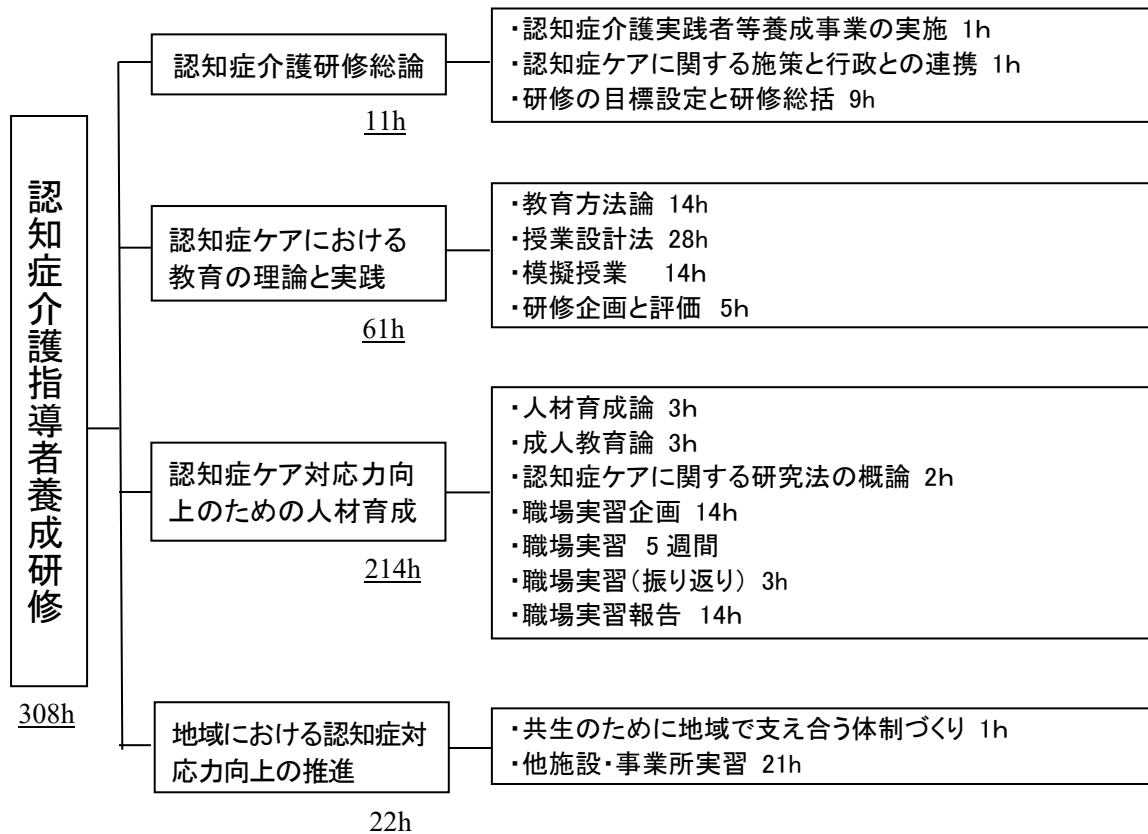 認知症介護指導者養成研修
308h
認知症介護研修総論
11h
・認知症介護実践者等養成事業の実施 1h
・認知症ケアに関する施策と行政との連携 1h
・研修の目標設定と研修総括 9h
認知症ケアにおける
教育の理論と実践
61h
・教育方法論 14h
・授業設計法 28h
・模擬授業 14h
・研修企画と評価 5h
認知症ケア対応力向
上のための人材育成
214h
・人材育成論 3h
・成人教育論 3h
・認知症ケアに関する研究法の概論 2h
・職場実習企画 14h
・職場実習 5週間
・職場実習(振り返り) 3h
・職場実習報告 14h
地域における認知症対
応力向上の推進
22h
・共生のために地域で支え合う体制づくり 1h
・他施設・事業所実習 21h